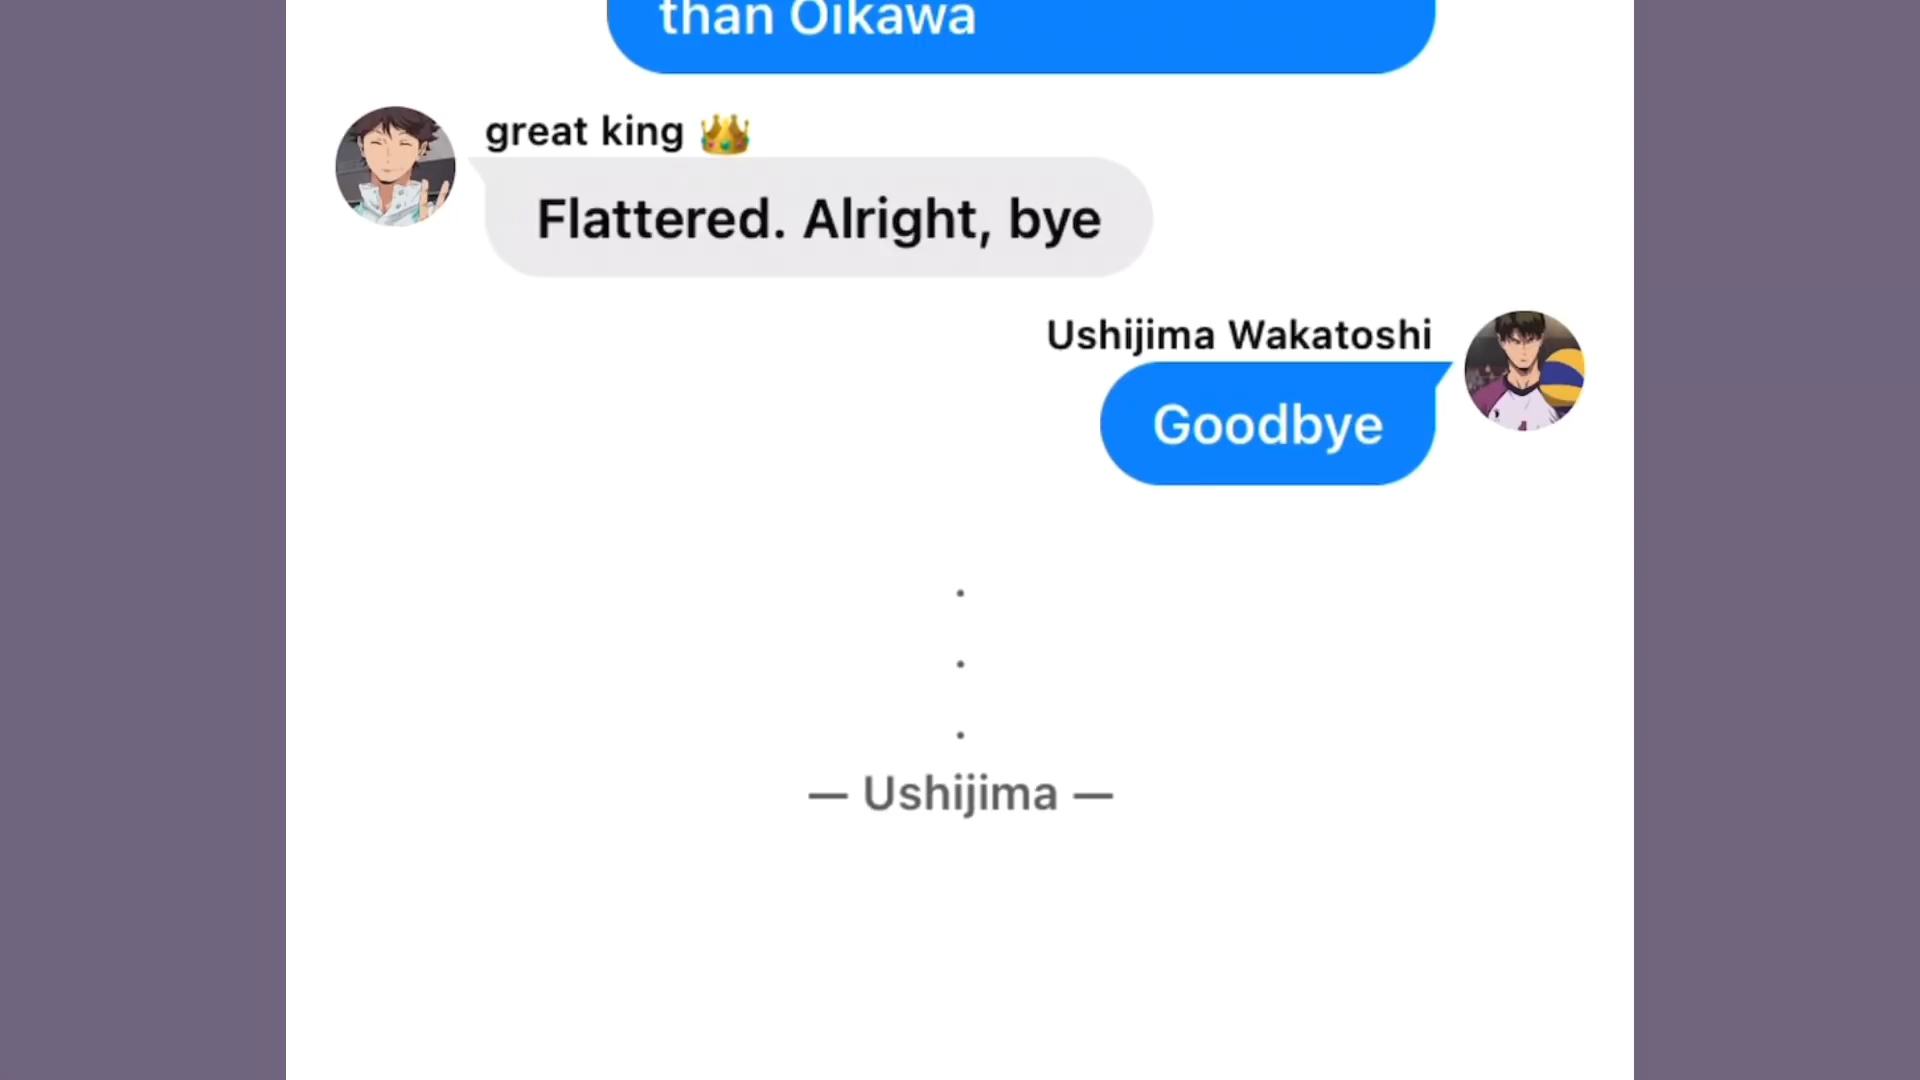 than Oikawa
great king 👑
Flattered. Alright, bye
Ushijima Wakatoshi
Goodbye
.
.
.
— Ushijima —